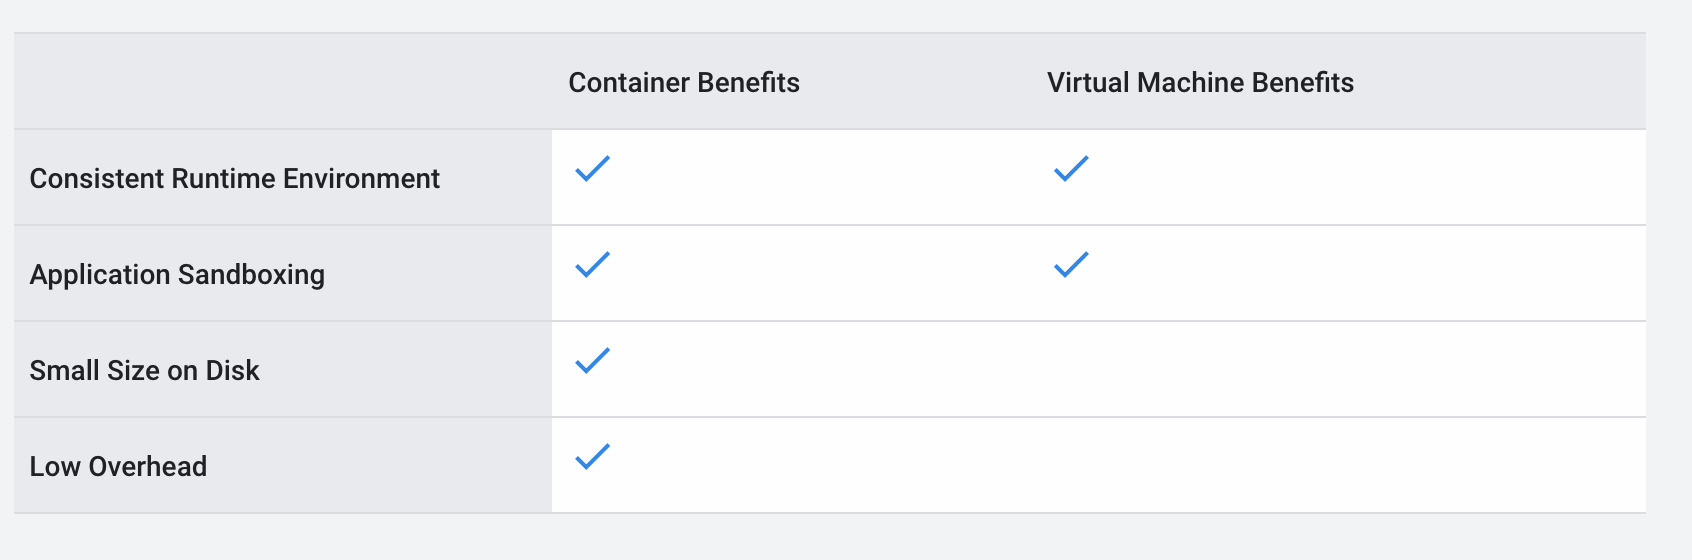 Container Benefits
Virtual Machine Benefits
Consistent Runtime Environment
Application Sandboxing
Small Size on Disk
Low Overhead